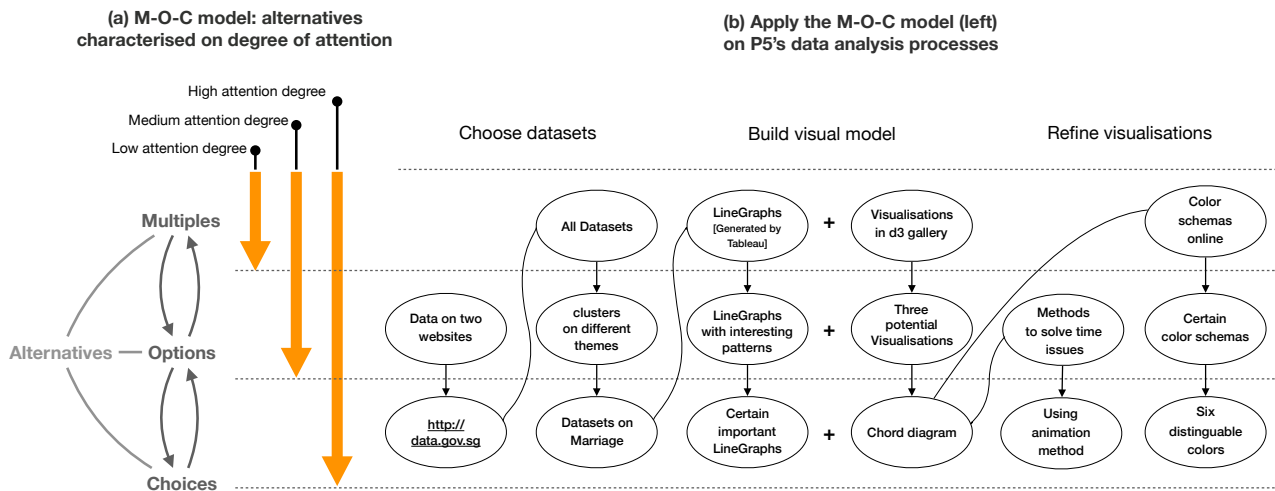 (a) M-O-C model: alternatives
characterised on degree of attention
(b) Apply the M-O-C model (left)
on P5's data analysis processes
High attention degree
Medium attention degree
Low attention degree
Multiples
Alternatives
Options
Choices
Choose datasets
Build visual model
Refine visualisations
All Datasets
LineGraphs
[Generated by
Tableau]
+
Visualisations
in d3 gallery
Color
schemas
online
Data on two
websites
clusters
on different
themes
LineGraphs
with interesting
patterns
+
Three
potential
Visualisations
Methods
to solve time
issues
Certain
color schemas
http://
data.gov.sg
Datasets on
Marriage
Certain
important
LineGraphs
+
Chord diagram
Using
animation
method
Six
distinguable
colors